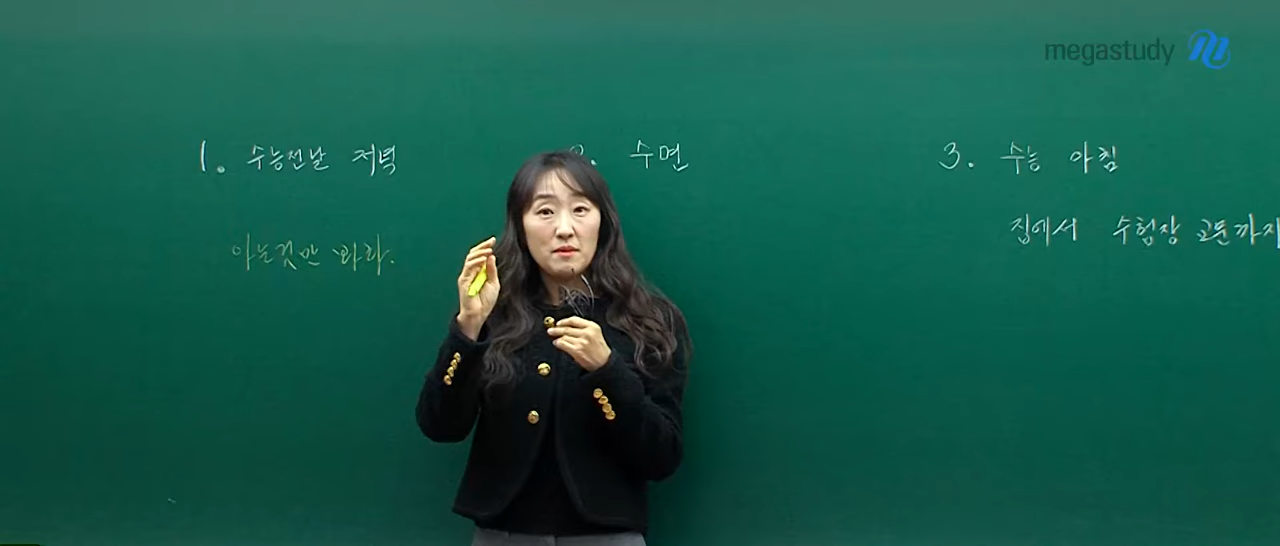 megastudy
1. 수능전날 저녁
2. 수면
3. 수능 아침
아는것만 봐라.
집에서 수험장 교문까지